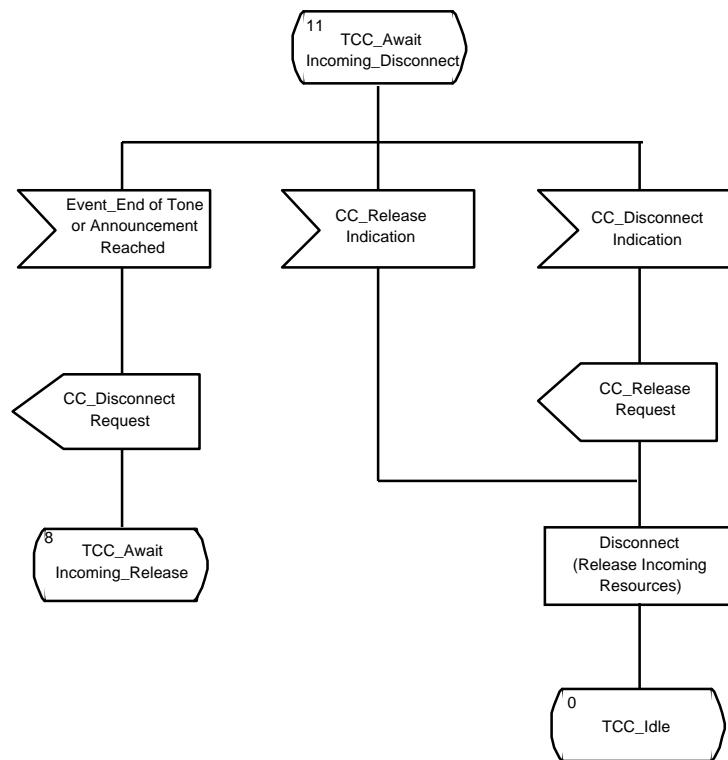 11
TCC_Await
Incoming_Disconnect
Event_End of Tone
or Announcement
Reached
CC_Release
Indication
CC_Disconnect
Indication
CC_Disconnect
Request
CC_Release
Request
8
TCC_Await
Incoming_Release
Disconnect
(Release Incoming
Resources)
0
TCC_Idle